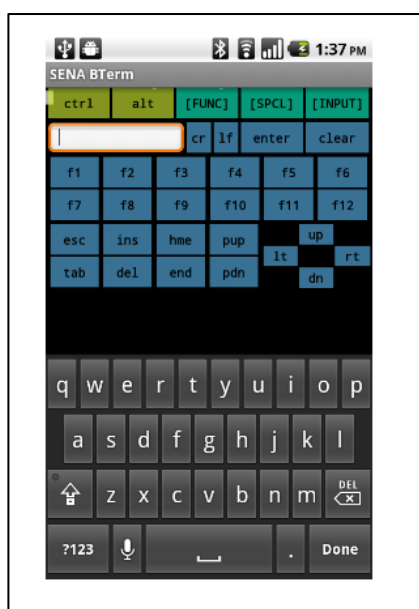 1:37 PM
SENA BTerm
ctrl alt [FUNC] [SPCL] [INPUT]
cr lf enter clear
f1 f2 f3 f4 f5 f6
f7 f8 f9 f10 f11 f12
esc ins hme pup up
lt rt
tab del end pdn dn
q w e r t y u i o p
a s d f g h j k l
z x c v b n m DEL
?123 . Done